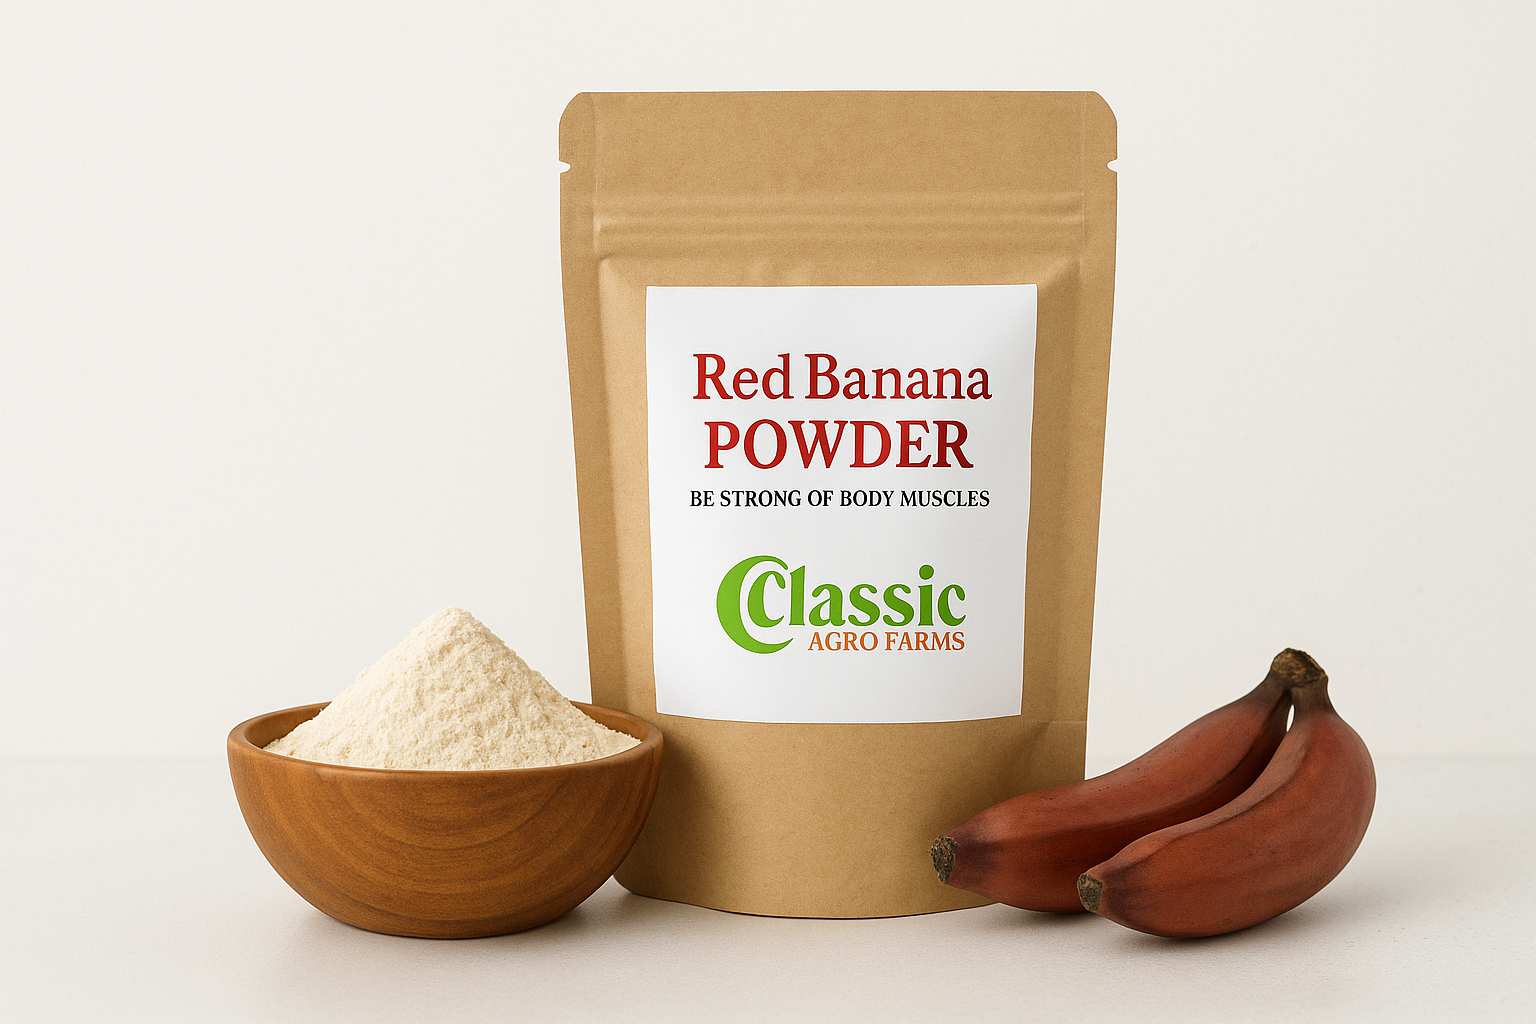 Red Banana
POWDER
BE STRONG OF BODY MUSCLES
Classic
AGRO FARMS